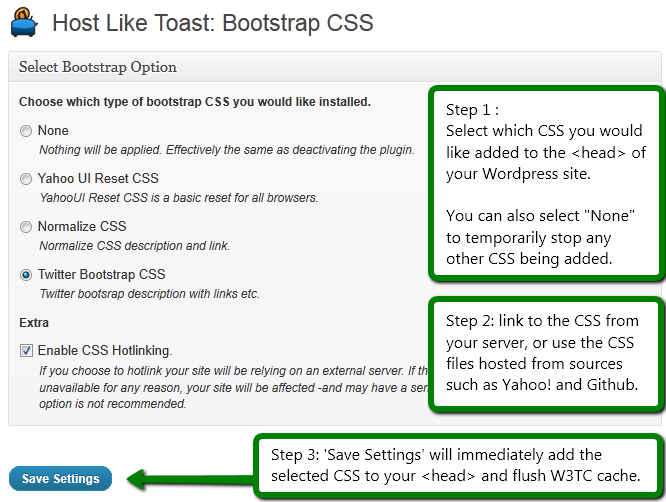 Host Like Toast: Bootstrap CSS
Select Bootstrap Option
Choose which type of bootstrap CSS you would like installed.
None
Nothing will be applied. Effectively the same as deactivating the plugin.
Yahoo UI Reset CSS
YahooUI Reset CSS is a basic reset for all browsers.
Normalize CSS
Normalize CSS description and link.
Twitter Bootstrap CSS
Twitter bootsrap description with links etc.
Extra
Enable CSS Hotlinking.
If you choose to hotlink your site will be relying on an external server. If th
unavailable for any reason, your site will be affected -and may have a ser
option is not recommended.
Save Settings
Step 1 :
Select which CSS you would
like added to the <head> of
your Wordpress site.
You can also select "None"
to temporarily stop any
other CSS being added.
Step 2: link to the CSS from
your server, or use the CSS
files hosted from sources
such as Yahoo! and Github.
Step 3: 'Save Settings' will immediately add the
selected CSS to your <head> and flush W3TC cache.